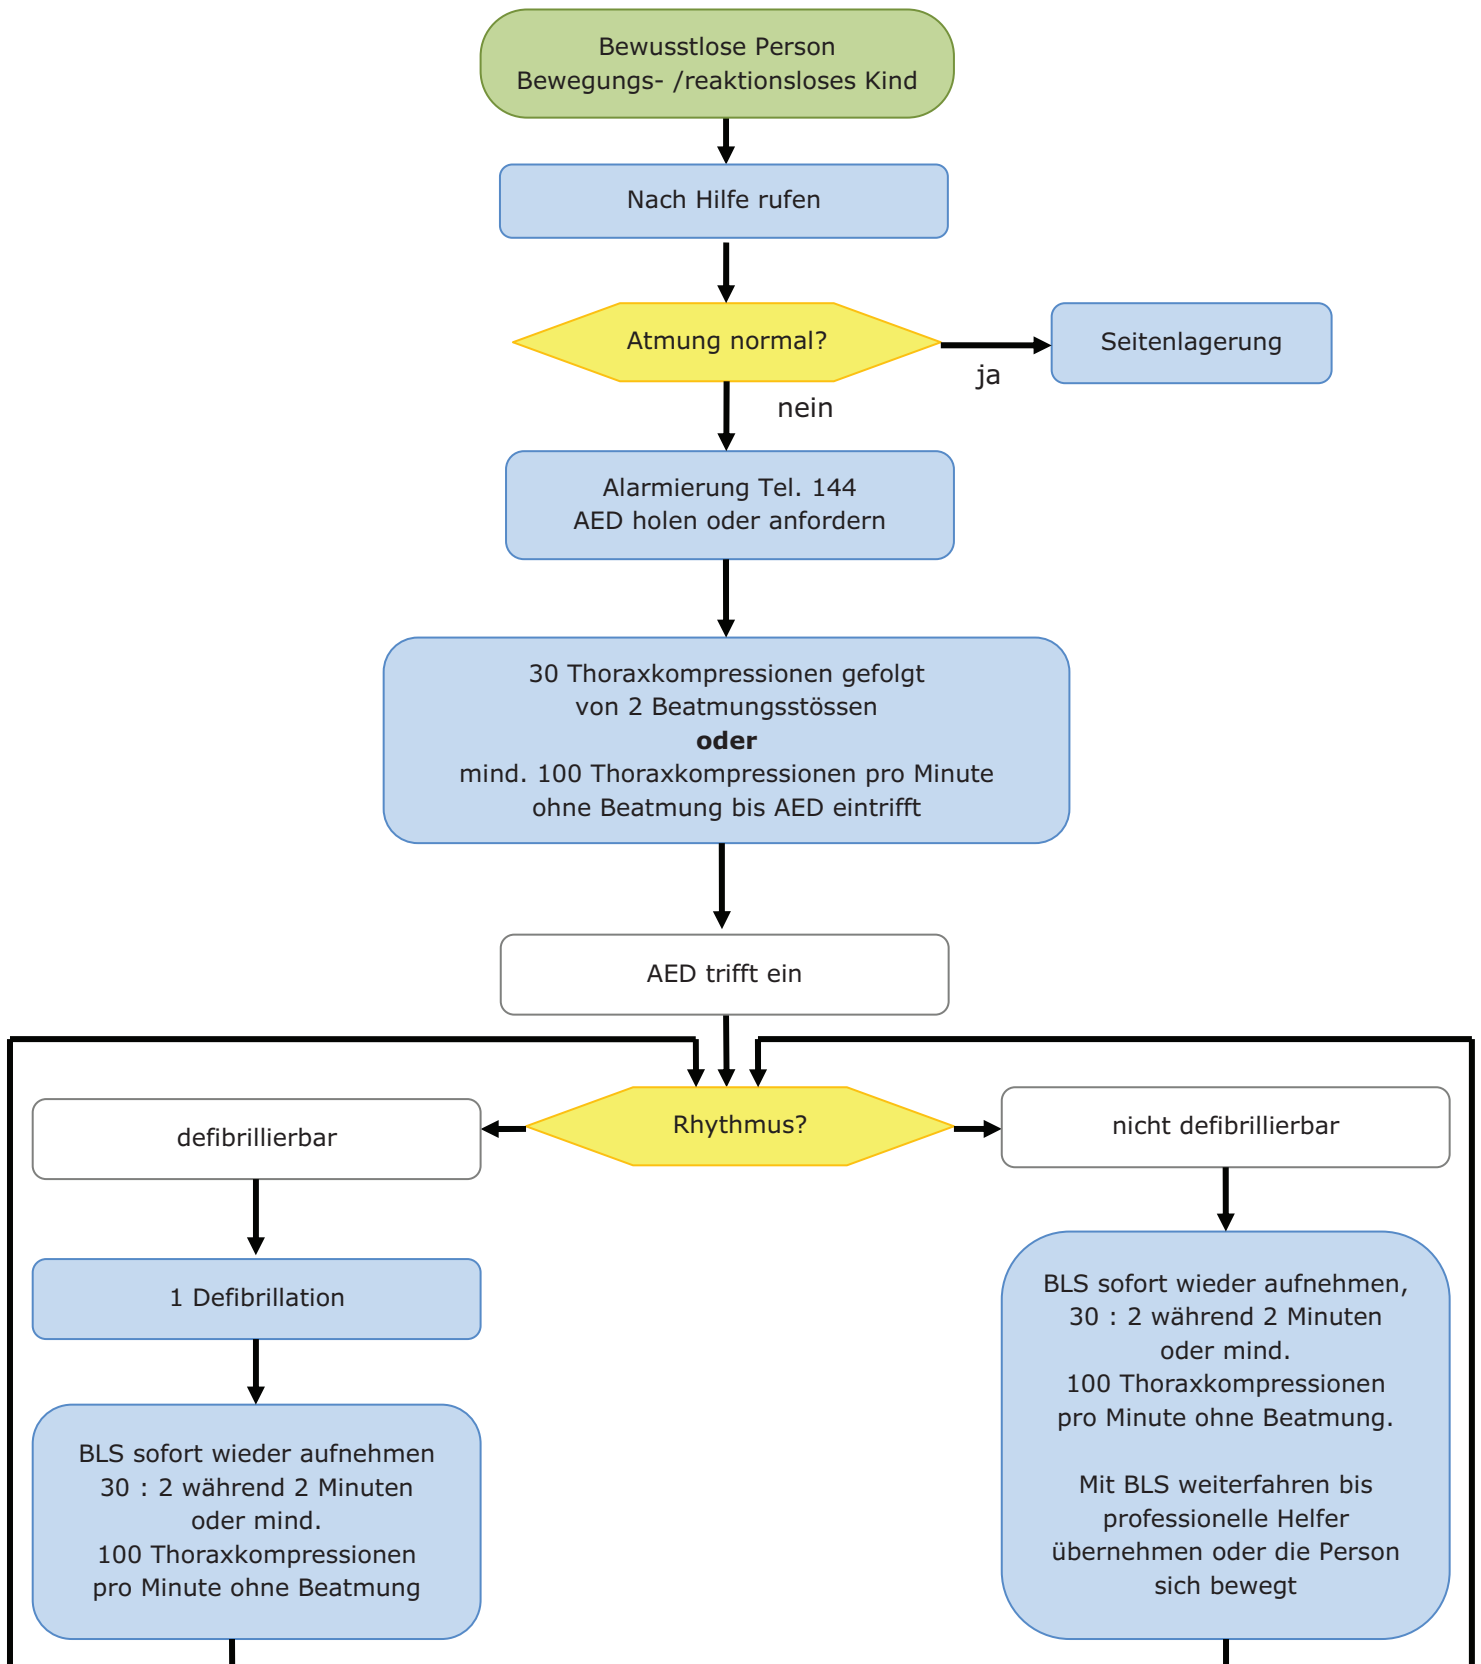 Bewusstlose Person
Bewegungs- /reaktionsloses Kind
Nach Hilfe rufen
Atmung normal?
Seitenlagerung
ja
nein
Alarmierung Tel. 144
AED holen oder anfordern
30 Thoraxkompressionen gefolgt
von 2 Beatmungsstössen
oder
mind. 100 Thoraxkompressionen pro Minute
ohne Beatmung bis AED eintrifft
AED trifft ein
Rhythmus?
defibrillierbar
1 Defibrillation
BLS sofort wieder aufnehmen
30 : 2 während 2 Minuten
oder mind.
100 Thoraxkompressionen
pro Minute ohne Beatmung
nicht defibrillierbar
BLS sofort wieder aufnehmen,
30 : 2 während 2 Minuten
oder mind.
100 Thoraxkompressionen
pro Minute ohne Beatmung.
Mit BLS weiterfahren bis
professionelle Helfer
übernehmen oder die Person
sich bewegt